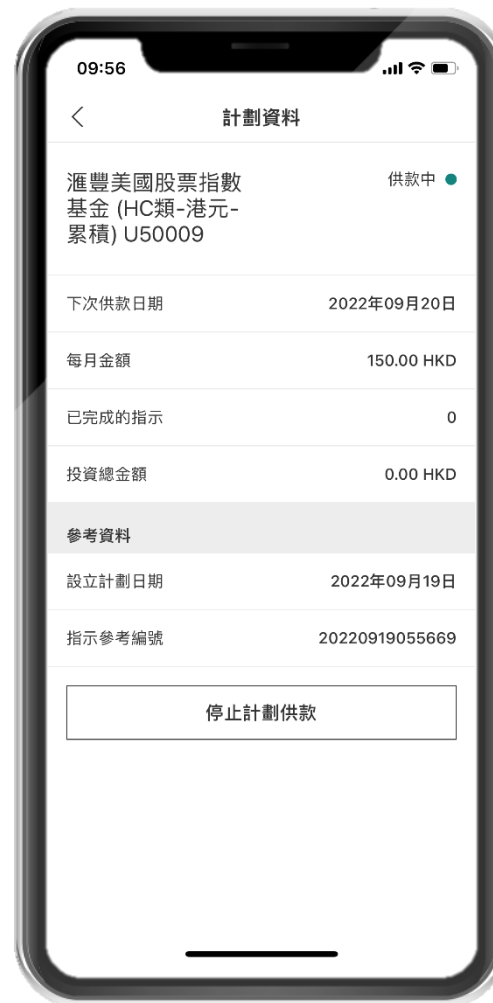 09:56
計劃資料
滙豐美國股票指數
基金 (HC類-港元-
累積) U50009
供款中
下次供款日期 2022年09月20日
每月金額 150.00 HKD
已完成的指示 0
投資總金額 0.00 HKD
參考資料
設立計劃日期 2022年09月19日
指示參考編號 20220919055669
停止計劃供款